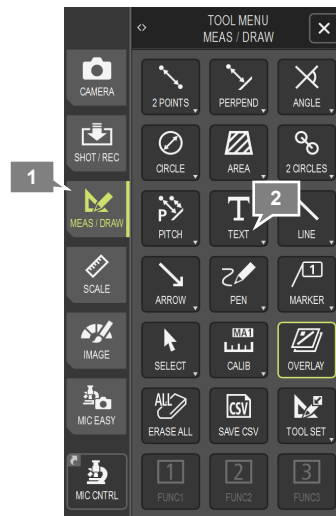 TOOL MENU
MEAS / DRAW
CAMERA
SHOT / REC
MEAS / DRAW
SCALE
IMAGE
MIC EASY
MIC CNTRL
1
2 POINTS
PERPEND
ANGLE
CIRCLE
AREA
2 CIRCLES
P
PITCH
T
TEXT
2
LINE
ARROW
PEN
1
MARKER
SELECT
MA1
CALIB
OVERLAY
ALL
ERASE ALL
CSV
SAVE CSV
TOOL SET
1
FUNC1
2
FUNC2
3
FUNC3